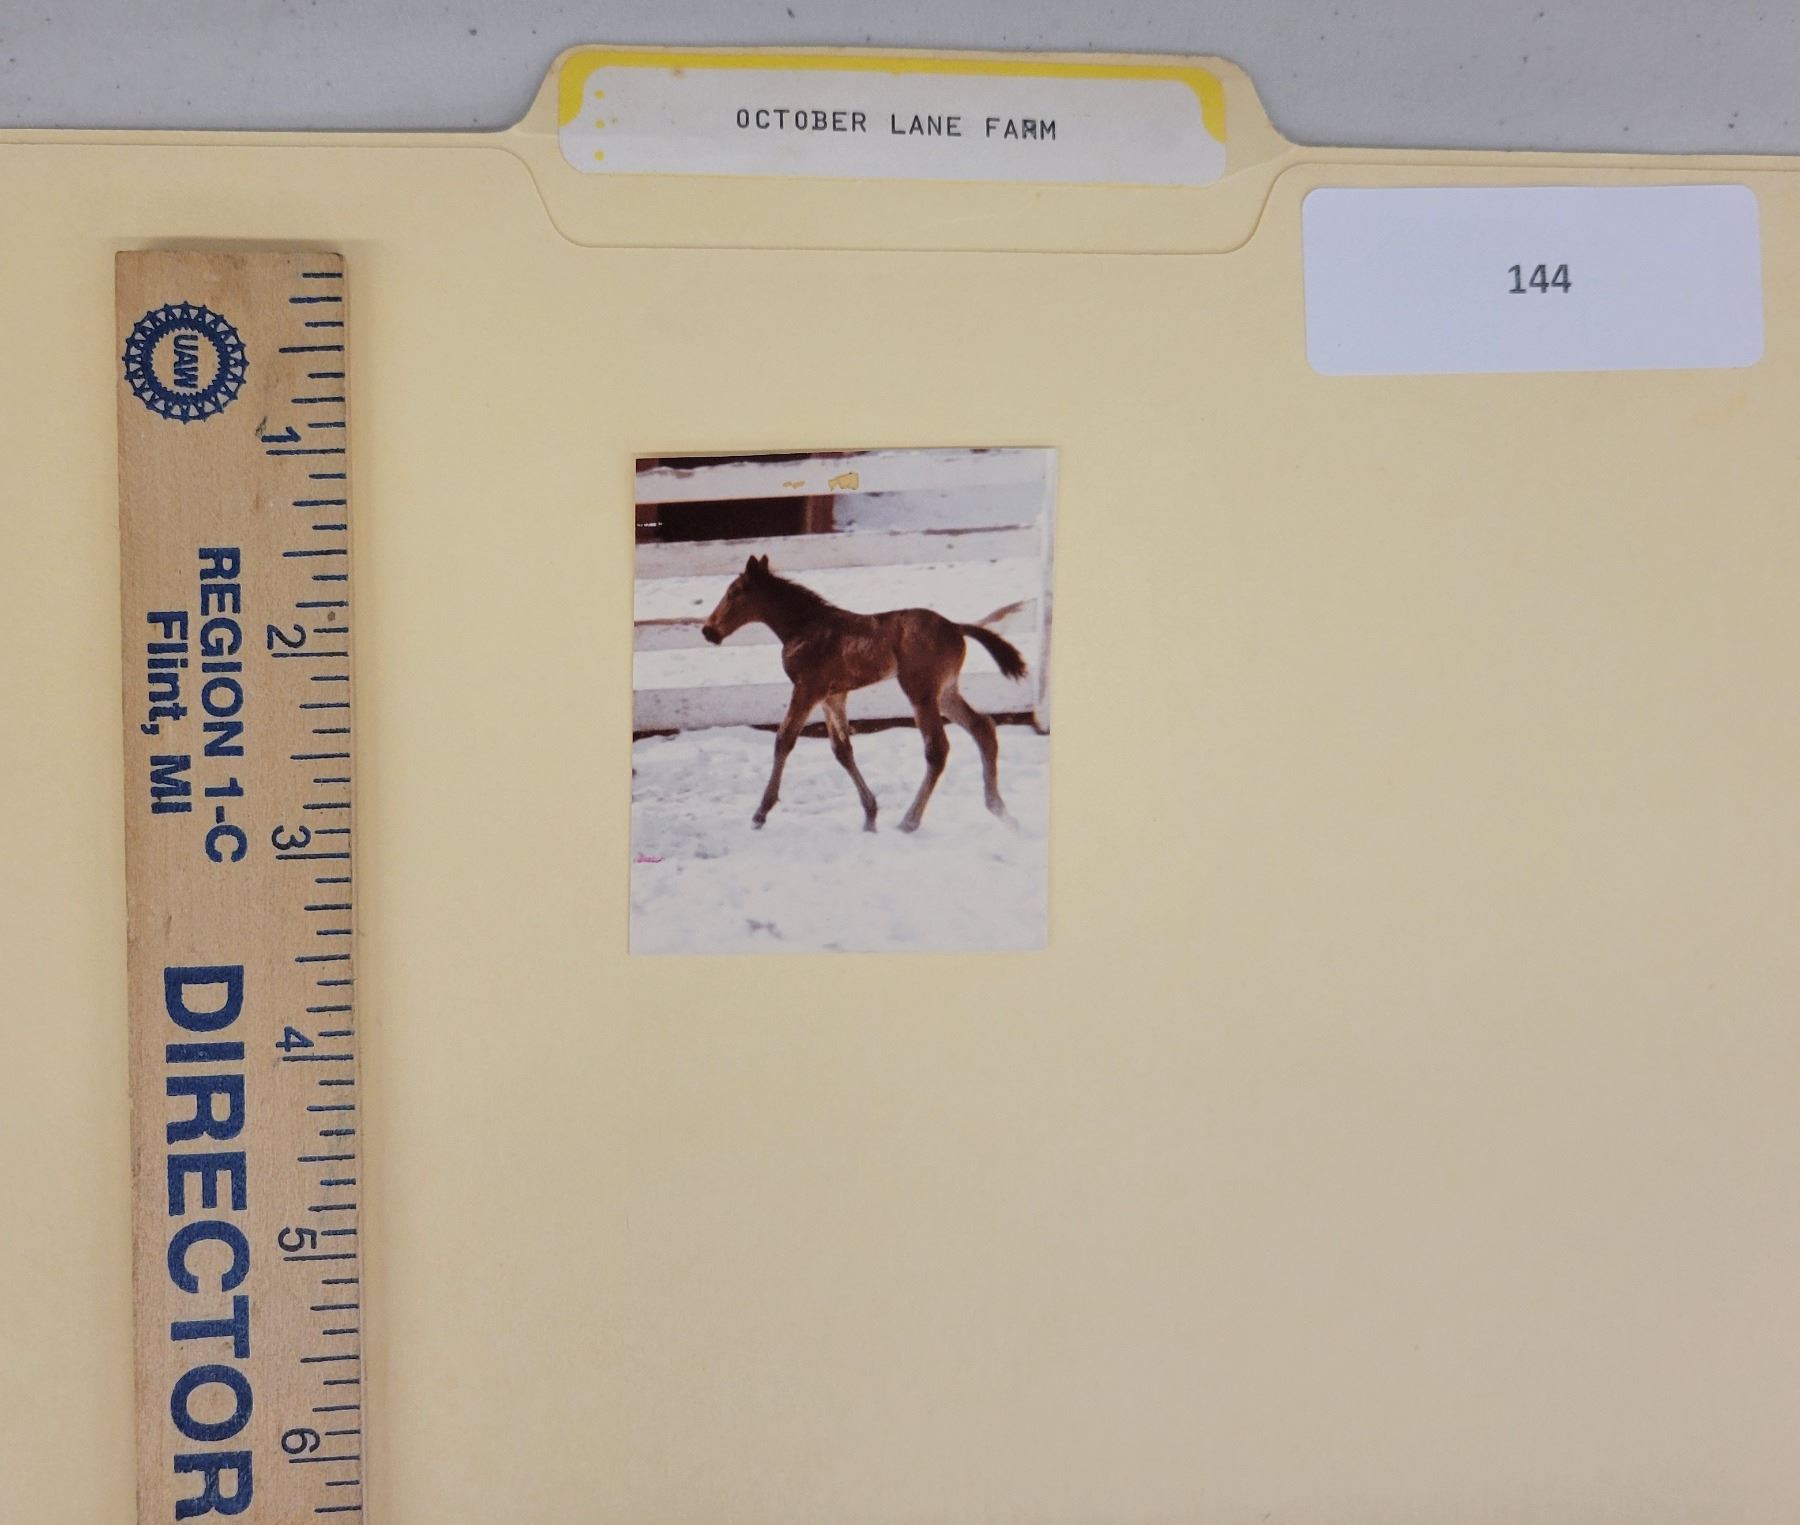 OCTOBER LANE FARM
144
UAW
REGION 1-C
Flint, MI
DIRECTOR
1
2
3
4
5
6